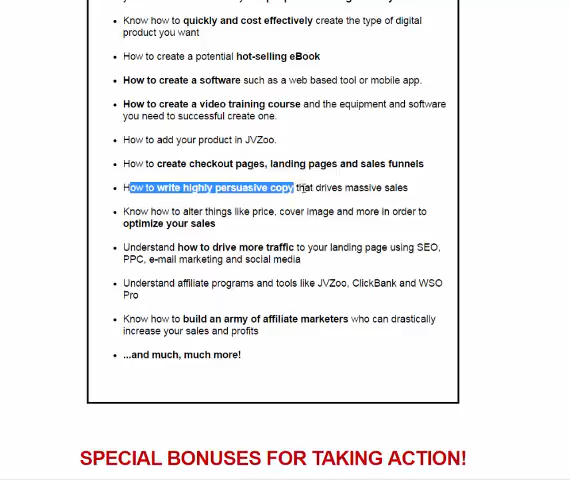 Know how to quickly and cost effectively create the type of digital
product you want
How to create a potential hot-selling eBook
How to create a software such as a web based tool or mobile app.
How to create a video training course and the equipment and software
you need to successful create one.
How to add your product in JVZoo.
How to create checkout pages, landing pages and sales funnels
How to write highly persuasive copy that drives massive sales
Know how to alter things like price, cover image and more in order to
optimize your sales
Understand how to drive more traffic to your landing page using SEO,
PPC, e-mail marketing and social media
Understand affiliate programs and tools like JVZoo, ClickBank and WSO
Pro
Know how to build an army of affiliate marketers who can drastically
increase your sales and profits
...and much, much more!
SPECIAL BONUSES FOR TAKING ACTION!